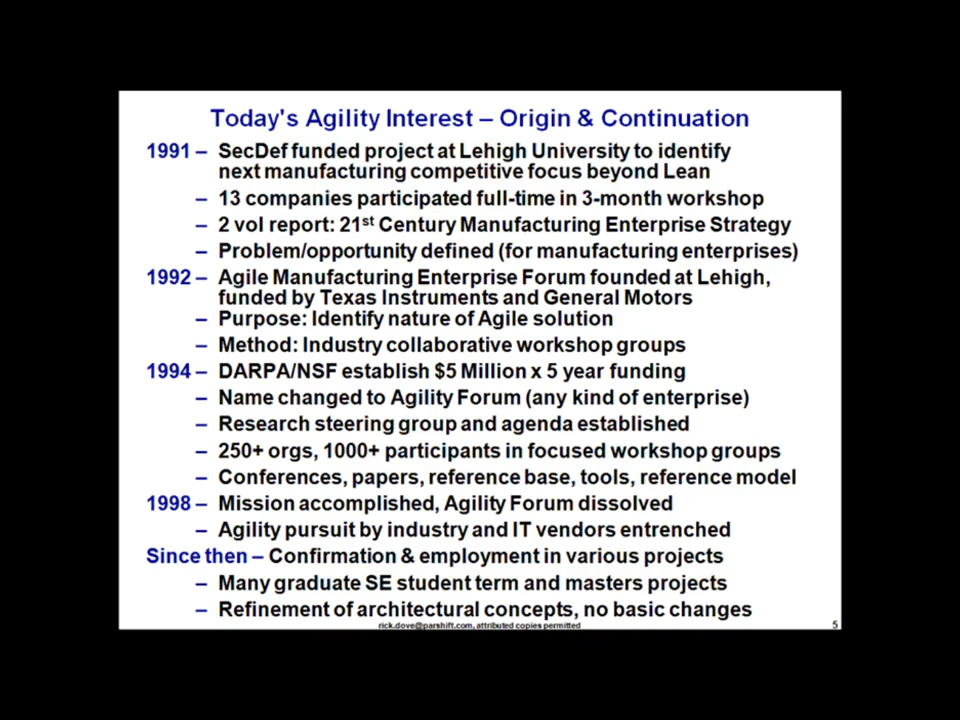 Today's Agility Interest – Origin & Continuation
1991 – SecDef funded project at Lehigh University to identify
next manufacturing competitive focus beyond Lean
– 13 companies participated full-time in 3-month workshop
– 2 vol report: 21st Century Manufacturing Enterprise Strategy
– Problem/opportunity defined (for manufacturing enterprises)
1992 – Agile Manufacturing Enterprise Forum founded at Lehigh,
funded by Texas Instruments and General Motors
– Purpose: Identify nature of Agile solution
– Method: Industry collaborative workshop groups
1994 – DARPA/NSF establish $5 Million x 5 year funding
– Name changed to Agility Forum (any kind of enterprise)
– Research steering group and agenda established
– 250+ orgs, 1000+ participants in focused workshop groups
– Conferences, papers, reference base, tools, reference model
1998 – Mission accomplished, Agility Forum dissolved
– Agility pursuit by industry and IT vendors entrenched
Since then – Confirmation & employment in various projects
– Many graduate SE student term and masters projects
– Refinement of architectural concepts, no basic changes
rick.dove@parshift.com, attributed copies permitted
5